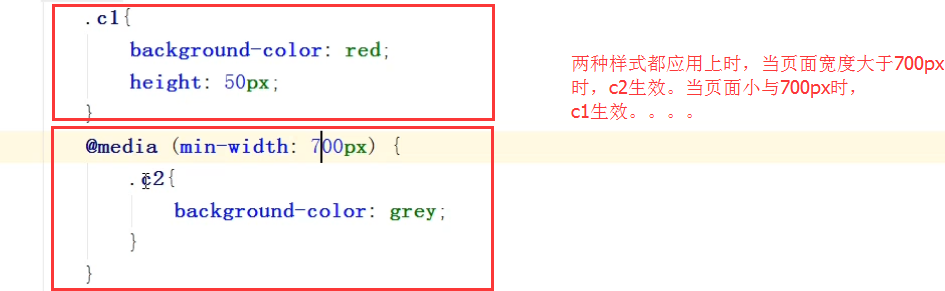 .c1{
background-color: red;
height: 50px;
}
@media (min-width: 700px) {
.c2{
background-color: grey;
}
}
两种样式都应用上时，当页面宽度大于700px
时，c2生效。当页面小与700px时，
c1生效。。。。